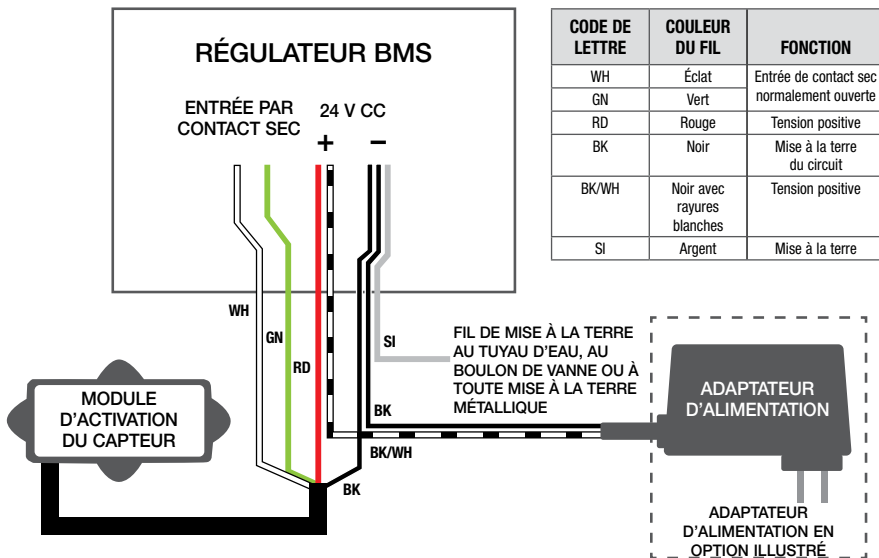 RÉGULATEUR BMS
ENTRÉE PAR
CONTACT SEC
24 V CC
+
−
WH
GN
RD
SI
BK
BK/WH
BK
MODULE
D'ACTIVATION
DU CAPTEUR
FIL DE MISE À LA TERRE
AU TUYAU D'EAU, AU
BOULON DE VANNE OU À
TOUTE MISE À LA TERRE
MÉTALLIQUE
ADAPTATEUR
D'ALIMENTATION
ADAPTATEUR
D'ALIMENTATION EN
OPTION ILLUSTRÉ
CODE DE LETTRE COULEUR DU FIL FONCTION
WH Éclat Entrée de contact sec
GN Vert normalement ouverte
RD Rouge Tension positive
BK Noir Mise à la terre
du circuit
BK/WH Noir avec Tension positive
rayures
blanches
SI Argent Mise à la terre